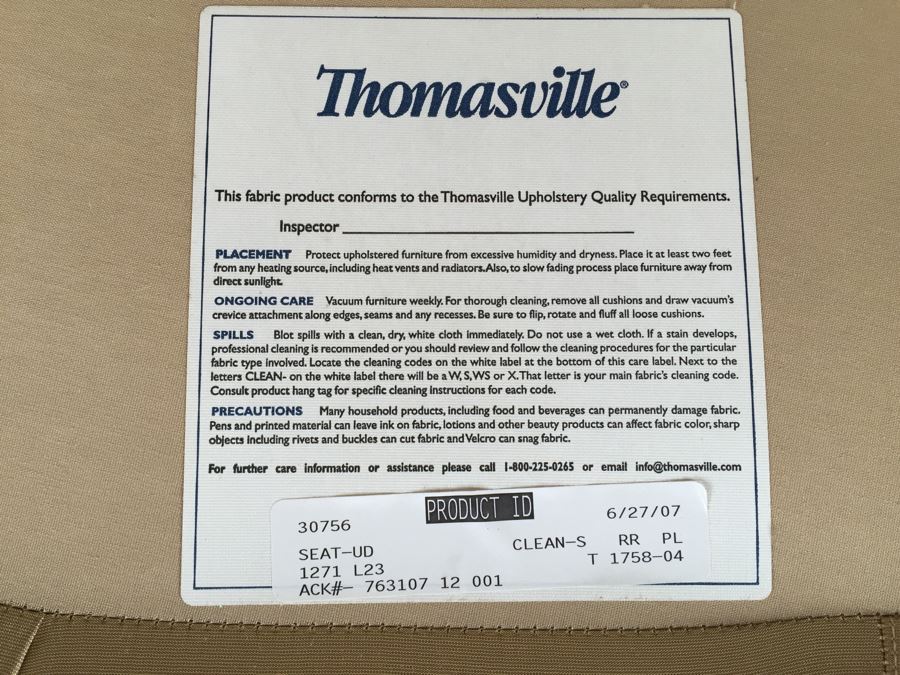 Thomasville®
This fabric product conforms to the Thomasville Upholstery Quality Requirements.
Inspector
PLACEMENT Protect upholstered furniture from excessive humidity and dryness. Place it at least two feet
from any heating source, including heat vents and radiators. Also, to slow fading process place furniture away from
direct sunlight.
ONGOING CARE Vacuum furniture weekly. For thorough cleaning, remove all cushions and draw vacuum's
crevice attachment along edges, seams and any recesses. Be sure to flip, rotate and fluff all loose cushions.
SPILLS Blot spills with a clean, dry, white cloth immediately. Do not use a wet cloth. If a stain develops,
professional cleaning is recommended or you should review and follow the cleaning procedures for the particular
fabric type involved. Locate the cleaning codes on the white label at the bottom of this care label. Next to the
letters CLEAN- on the white label there will be a W, S, WS or X. That letter is your main fabric's cleaning code.
Consult product hang tag for specific cleaning instructions for each code.
PRECAUTIONS Many household products, including food and beverages can permanently damage fabric.
Pens and printed material can leave ink on fabric, lotions and other beauty products can affect fabric color, sharp
objects including rivets and buckles can cut fabric and Velcro can snag fabric.
For further care information or assistance please call 1-800-225-0265 or email info@thomasville.com
30756 PRODUCT ID 6/27/07
SEAT-UD CLEAN-S RR PL
1271 L23 T 1758-04
ACK#- 763107 12 001